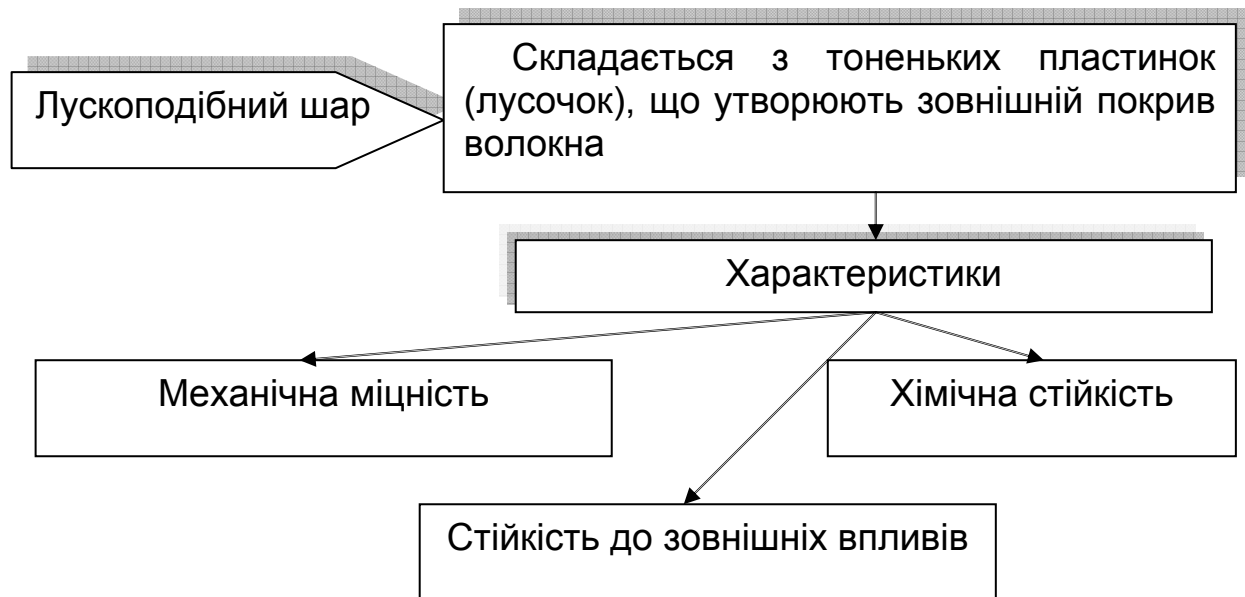 Лускоподібний шар
Складається з тоненьких пластинок
(лусочок), що утворюють зовнішній покрив
волокна
Характеристики
Механічна міцність
Хімічна стійкість
Стійкість до зовнішніх впливів